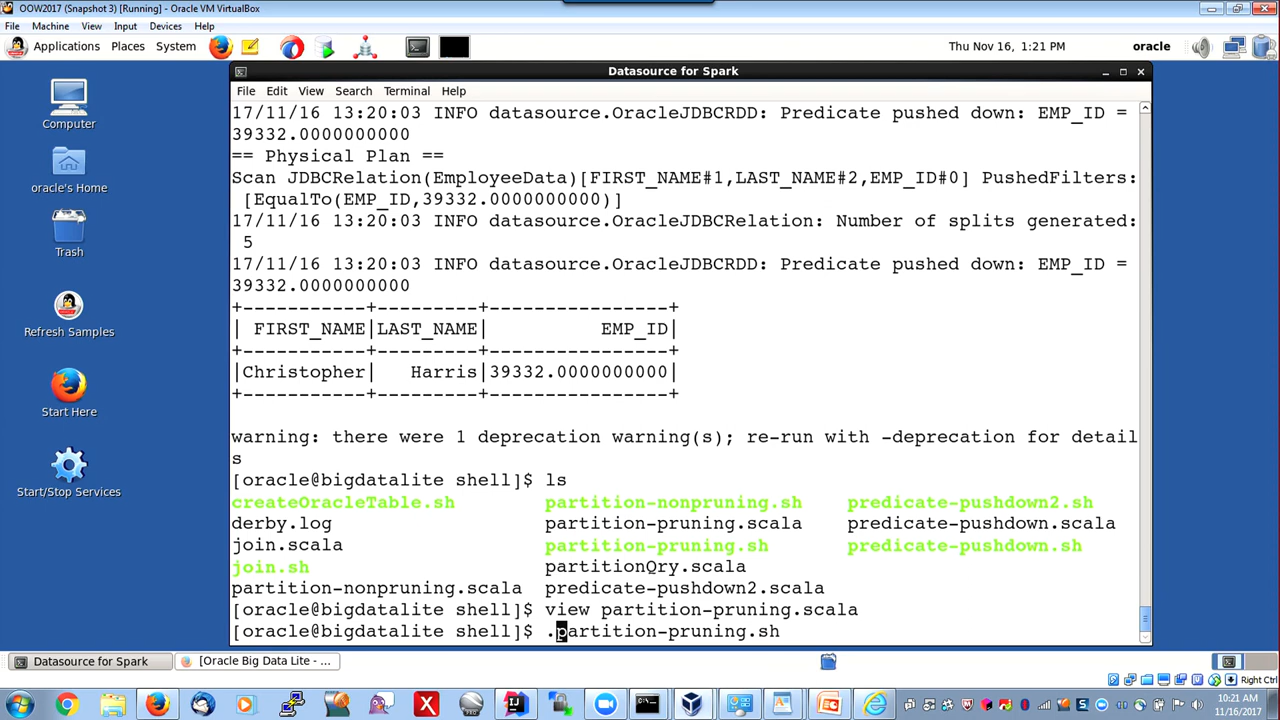 OOW2017 (Snapshot 3) [Running] - Oracle VM VirtualBox
File Machine View Input Devices Help
Applications Places System
Thu Nov 16, 1:21 PM oracle
Computer
oracle's Home
Trash
Refresh Samples
Start Here
Start/Stop Services
Datasource for Spark
File Edit View Search Terminal Help
17/11/16 13:20:03 INFO datasource.OracleJDBCRDD: Predicate pushed down: EMP_ID =
39332.0000000000
== Physical Plan ==
Scan JDBCRelation(EmployeeData)[FIRST_NAME#1,LAST_NAME#2,EMP_ID#0] PushedFilters:
[EqualTo(EMP_ID,39332.0000000000)]
17/11/16 13:20:03 INFO datasource.OracleJDBCRelation: Number of splits generated:
5
17/11/16 13:20:03 INFO datasource.OracleJDBCRDD: Predicate pushed down: EMP_ID =
39332.0000000000
+-----------+---------+----------------+
| FIRST_NAME|LAST_NAME|          EMP_ID|
+-----------+---------+----------------+
|Christopher|   Harris|39332.0000000000|
+-----------+---------+----------------+
warning: there were 1 deprecation warning(s); re-run with -deprecation for detail
s
[oracle@bigdatalite shell]$ ls
createOracleTable.sh partition-nonpruning.sh predicate-pushdown2.sh
derby.log partition-pruning.scala predicate-pushdown.scala
join.scala partition-pruning.sh predicate-pushdown.sh
join.sh partitionQry.scala
partition-nonpruning.scala predicate-pushdown2.scala
[oracle@bigdatalite shell]$ view partition-pruning.scala
[oracle@bigdatalite shell]$ .partition-pruning.sh
Datasource for Spark
[Oracle Big Data Lite - ...
Right Ctrl
10:21 AM
11/16/2017